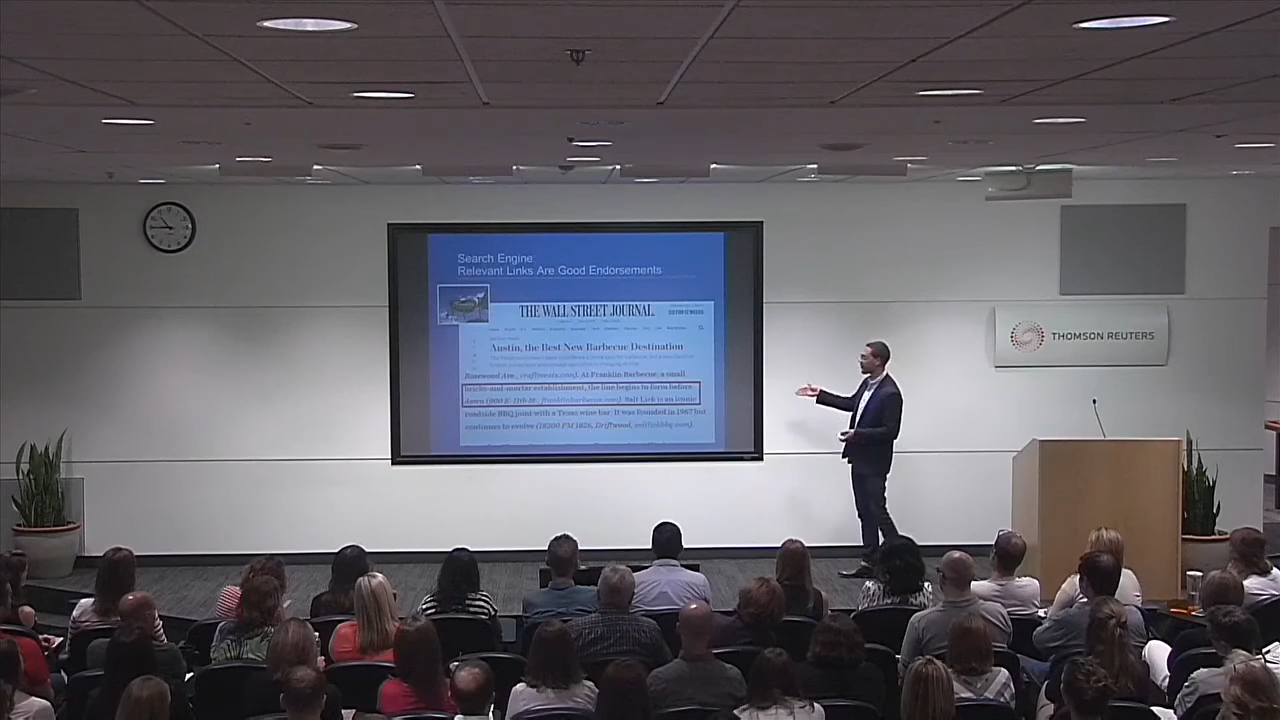 Search Engine:
Relevant Links Are Good Endorsements
THE WALL STREET JOURNAL.
Austin, the Best New Barbecue Destination
Rosewood Ave., craftymeats.com). At Franklin Barbecue, a small
bricks-and-mortar establishment, the line begins to form before
dawn (900 E. 11th St., franklinbarbecue.com). Salt Lick is an iconic
roadside BBQ joint with a Texas wine bar. It was founded in 1967 but
continues to evolve (18300 FM 1826, Driftwood, saltlickbbq.com).
THOMSON REUTERS